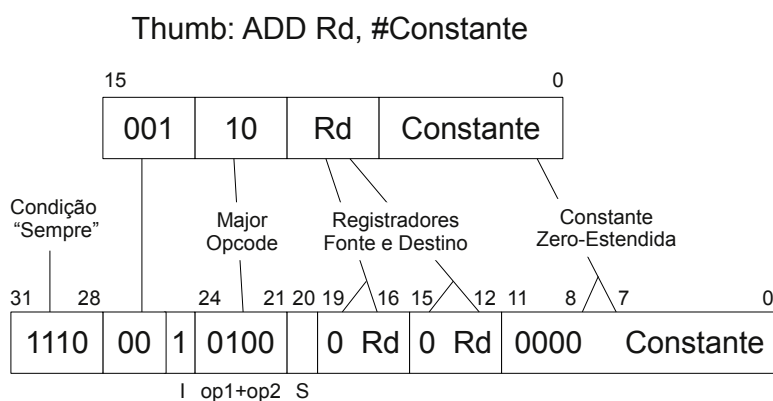 Thumb: ADD Rd, #Constante
15 0
001 10 Rd Constante
Condição
“Sempre”
Major
Opcode
Registradores
Fonte e Destino
Constante
Zero-Estendida
31 28 24 21 20 19 16 15 12 11 8 7 0
1110 00 1 0100 0 Rd 0 Rd 0000 Constante
I op1+op2 S